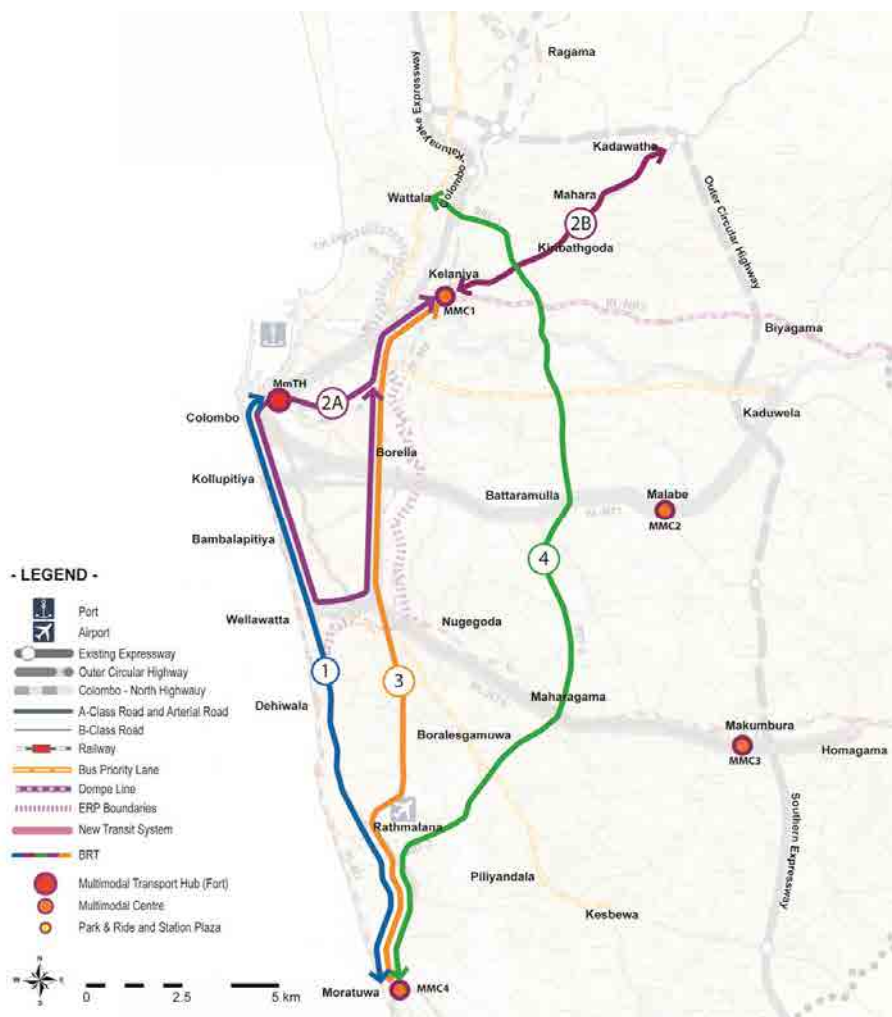 Ragama
Colombo-Katunayake Expressway
Kadawatha
Wattala
Mahara
2B
Outer Circular Highway
Kiribathgoda
Kelaniya
MMC1
Biyagama
MmTH
2A
Colombo
Kaduwela
Borella
Kollupitiya
Battaramulla
Malabe
MMC2
Bambalapitiya
4
- LEGEND -
Port
Airport
Existing Expressway
Outer Circular Highway
Colombo - North Highwauy
A-Class Road and Arterial Road
B-Class Road
Railway
Bus Priority Lane
Dompe Line
ERP Boundaries
New Transit System
BRT
Multimodal Transport Hub (Fort)
Multimodal Centre
Park & Ride and Station Plaza
Wellawatta
Nugegoda
1
3
Dehiwala
Maharagama
Boralesgamuwa
Makumbura
MMC3
Homagama
Rathmalana
Southern Expressway
Piliyandala
Kesbewa
N
W E
S
0 2.5 5 km
Moratuwa
MMC4